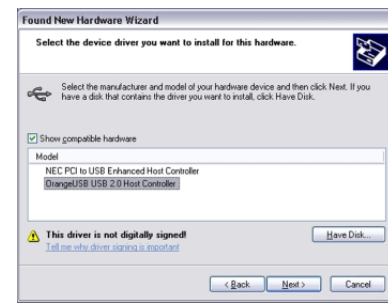 Found New Hardware Wizard
Select the device driver you want to install for this hardware.
Select the manufacturer and model of your hardware device and then click Next. If you
have a disk that contains the driver you want to install, click Have Disk.
Show compatible hardware
Model
NEC PCI to USB Enhanced Host Controller
OrangeUSB USB 2.0 Host Controller
This driver is not digitally signed!
Have Disk...
Tell me why driver signing is important
< Back
Next >
Cancel